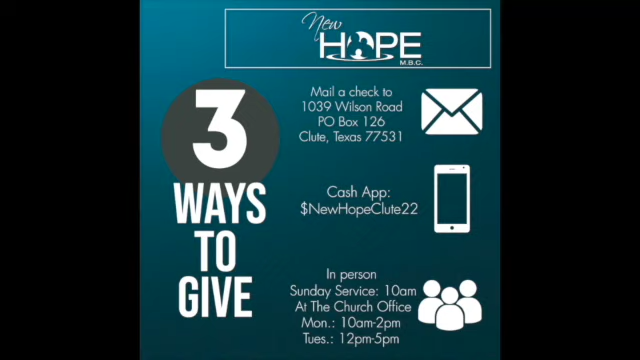 New
HOPE
M.B.C.
3
WAYS
TO
GIVE
Mail a check to
1039 Wilson Road
PO Box 126
Clute, Texas 77531
Cash App:
$NewHopeClute22
In person
Sunday Service: 10am
At The Church Office
Mon.: 10am-2pm
Tues.: 12pm-5pm